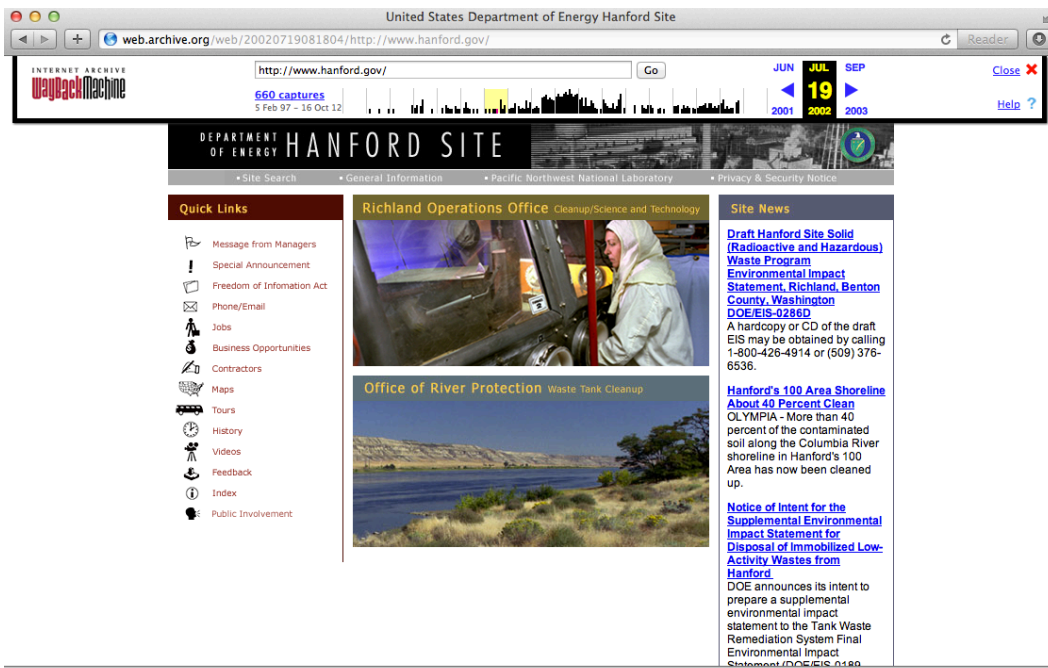 United States Department of Energy Hanford Site
web.archive.org/web/20020719081804/http://www.hanford.gov/
Reader
INTERNET ARCHIVE
WayBackMachine
http://www.hanford.gov/
Go
660 captures
5 Feb 97 – 16 Oct 12
JUN JUL SEP
19
2001 2002 2003
Close
Help ?
DEPARTMENT OF ENERGY HANFORD SITE
• Site Search • General Information • Pacific Northwest National Laboratory • Privacy & Security Notice
Quick Links
Message from Managers
Special Announcement
Freedom of Infomation Act
Phone/Email
Jobs
Business Opportunities
Contractors
Maps
Tours
History
Videos
Feedback
Index
Public Involvement
Richland Operations Office Cleanup/Science and Technology
Office of River Protection Waste Tank Cleanup
Site News
Draft Hanford Site Solid
(Radioactive and Hazardous)
Waste Program
Environmental Impact
Statement, Richland, Benton
County, Washington
DOE/EIS-0286D
A hardcopy or CD of the draft
EIS may be obtained by calling
1-800-426-4914 or (509) 376-
6536.
Hanford's 100 Area Shoreline
About 40 Percent Clean
OLYMPIA - More than 40
percent of the contaminated
soil along the Columbia River
shoreline in Hanford's 100
Area has now been cleaned
up.
Notice of Intent for the
Supplemental Environmental
Impact Statement for
Disposal of Immobilized Low-
Activity Wastes from
Hanford
DOE announces its intent to
prepare a supplemental
environmental impact
statement to the Tank Waste
Remediation System Final
Environmental Impact
Statement (DOE/EIS-0189